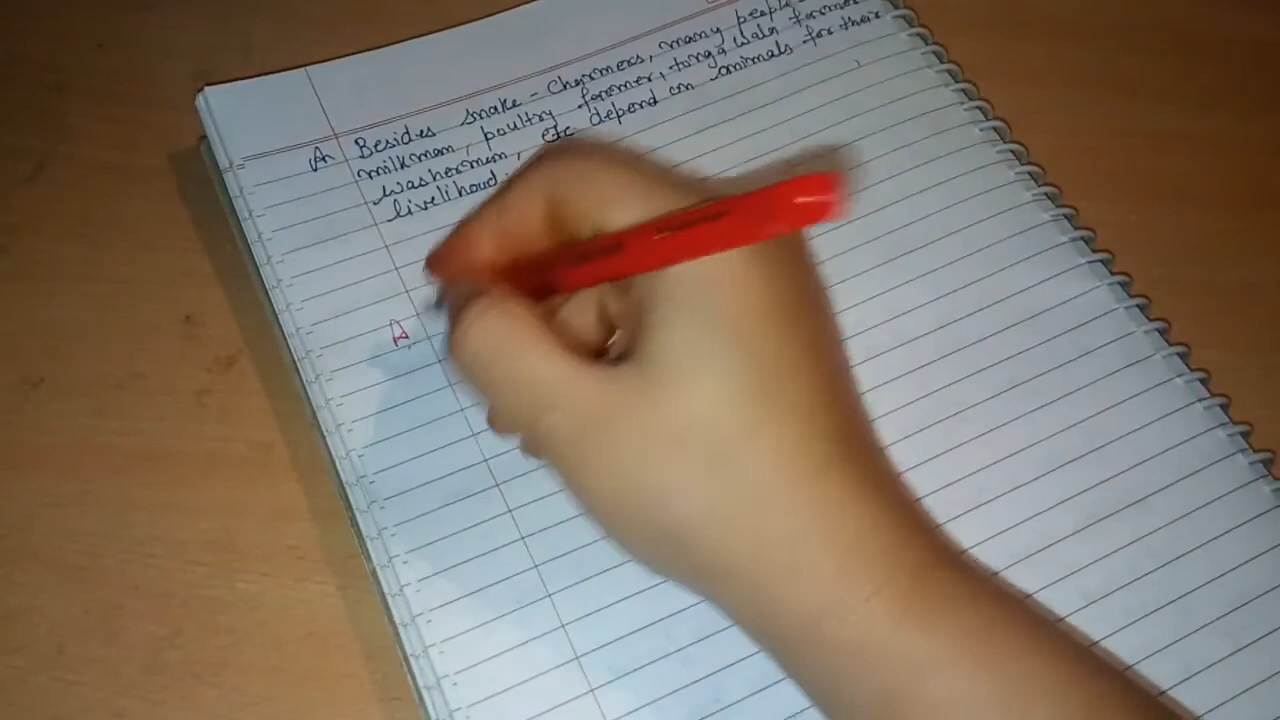 A Besides snake - Charmers, many people
milkman, poultry farmer, tonga wala farmer
washerman, etc depend on animals for their
livelihood.
A